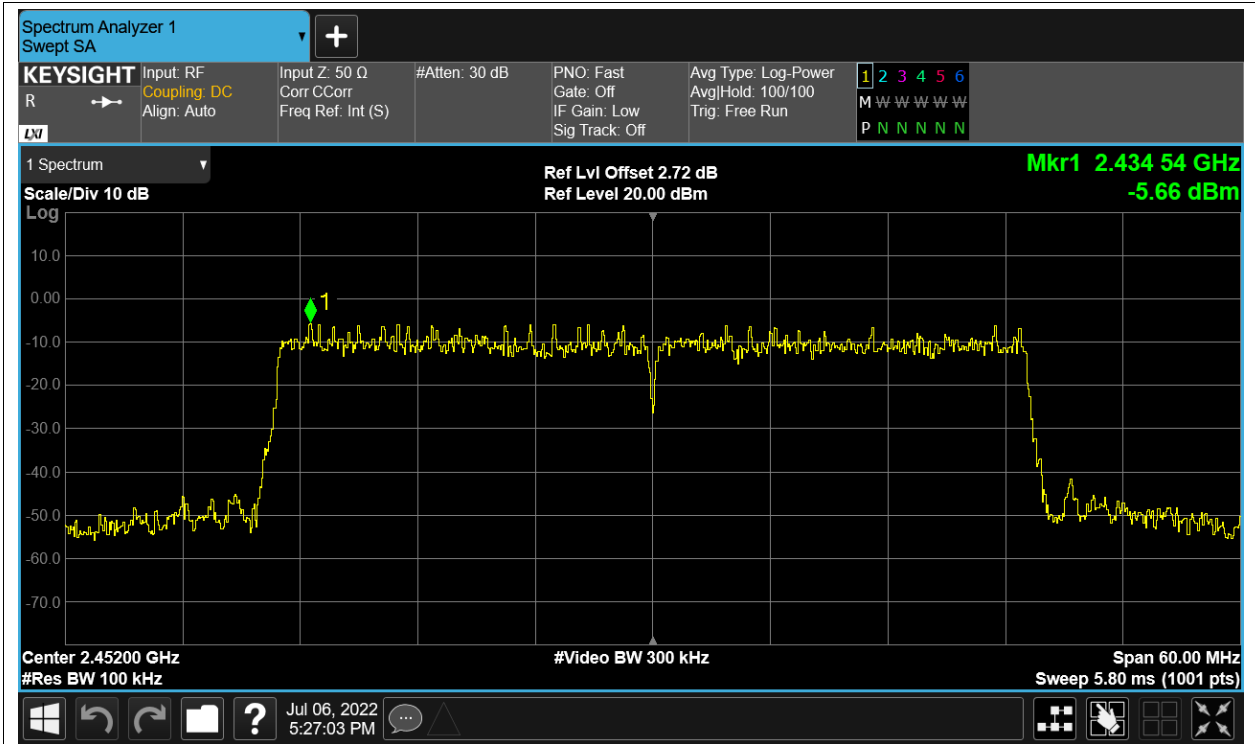 Spectrum Analyzer 1
Swept SA
KEYSIGHT
R
LXI
Input: RF
Coupling: DC
Align: Auto
Input Z: 50 Ω
Corr CCorr
Freq Ref: Int (S)
#Atten: 30 dB
PNO: Fast
Gate: Off
IF Gain: Low
Sig Track: Off
Avg Type: Log-Power
Avg|Hold: 100/100
Trig: Free Run
1 2 3 4 5 6
M W W W W W
P N N N N N
1 Spectrum
Scale/Div 10 dB
Log
Ref Lvl Offset 2.72 dB
Ref Level 20.00 dBm
Mkr1 2.434 54 GHz
-5.66 dBm
10.0
0.00
1
-10.0
-20.0
-30.0
-40.0
-50.0
-60.0
-70.0
Center 2.45200 GHz
#Res BW 100 kHz
#Video BW 300 kHz
Span 60.00 MHz
Sweep 5.80 ms (1001 pts)
?
Jul 06, 2022
5:27:03 PM